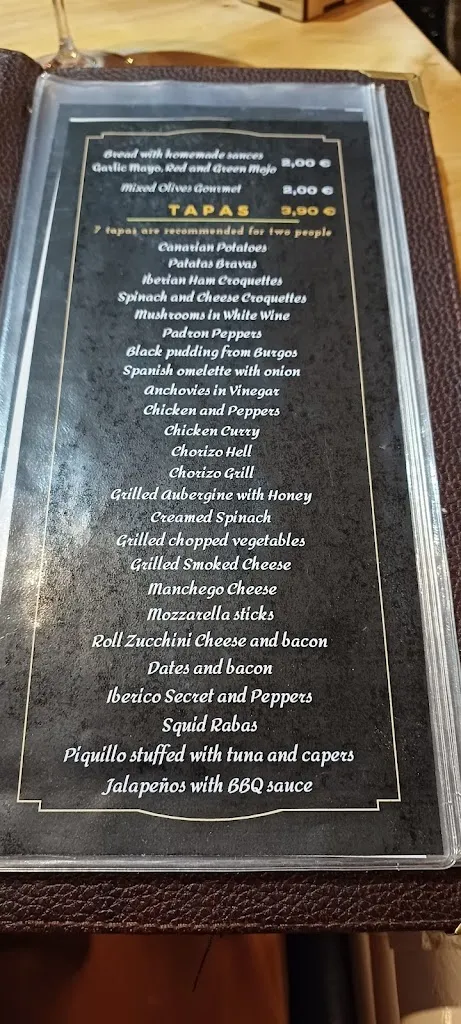 Bread with homemade sauces
Garlic Mayo, Red and Green Mojo 2,00 €
Mixed Olives Gourmet 2,00 €
TAPAS 3,90 €
7 tapas are recommended for two people
Canarian Potatoes
Patatas Bravas
Iberian Ham Croquettes
Spinach and Cheese Croquettes
Mushrooms in White Wine
Padron Peppers
Black pudding from Burgos
Spanish omelette with onion
Anchovies in Vinegar
Chicken and Peppers
Chicken Curry
Chorizo Hell
Chorizo Grill
Grilled Aubergine with Honey
Creamed Spinach
Grilled chopped vegetables
Grilled Smoked Cheese
Manchego Cheese
Mozzarella sticks
Roll Zucchini Cheese and bacon
Dates and bacon
Iberico Secret and Peppers
Squid Rabas
Piquillo stuffed with tuna and capers
Jalapeños with BBQ sauce